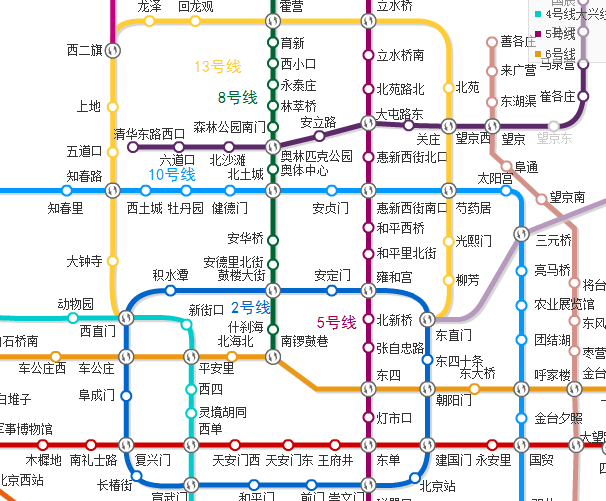 龙泽
回龙观
霍营
立水桥
4号线大兴线
5号线
6号线
西二旗
育新
立水桥南
善各庄
13号线
西小口
来广营
马泉营
永泰庄
北苑路北
北苑
8号线
林萃桥
东湖渠
崔各庄
上地
安立路
大屯路东
清华东路西口
森林公园南门
关庄
望京西
望京
望京东
五道口
六道口
北沙滩
奥林匹克公园
惠新西街北口
阜通
知春路
10号线
北土城
奥体中心
太阳宫
望京南
知春里
西土城
牡丹园
健德门
安贞门
惠新西街南口
芍药居
安华桥
和平西桥
光熙门
三元桥
大钟寺
安德里北街
和平里北街
积水潭
鼓楼大街
安定门
雍和宫
柳芳
亮马桥
将台
动物园
新街口
2号线
农业展览馆
西直门
什刹海
5号线
北新桥
东直门
东风
北海北
南锣鼓巷
张自忠路
团结湖
枣营
车公庄西
车公庄
平安里
东四
东四十条
东大桥
呼家楼
金台
阜成门
西四
朝阳门
灵境胡同
灯市口
金台夕照
军事博物馆
西单
大望路
木樨地
南礼士路
复兴门
天安门西
天安门东
王府井
东单
建国门
永安里
国贸
北京西站
长椿街
宣武门
和平门
前门
崇文门
北京站